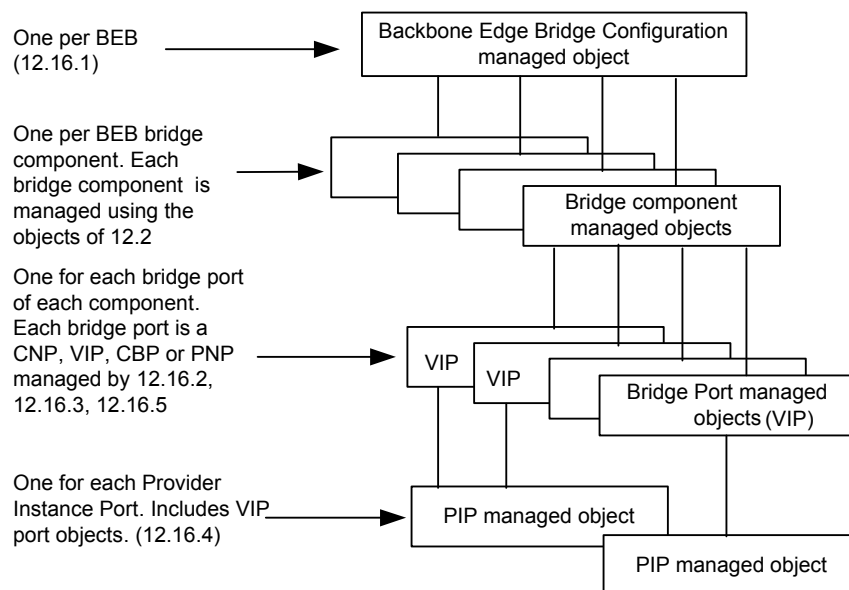 One per BEB
(12.16.1)
Backbone Edge Bridge Configuration
managed object
One per BEB bridge
component. Each
bridge component is
managed using the
objects of 12.2
Bridge component
managed objects
One for each bridge port
of each component.
Each bridge port is a
CNP, VIP, CBP or PNP
managed by 12.16.2,
12.16.3, 12.16.5
VIP
VIP
Bridge Port managed
objects (VIP)
One for each Provider
Instance Port. Includes VIP
port objects. (12.16.4)
PIP managed object
PIP managed object